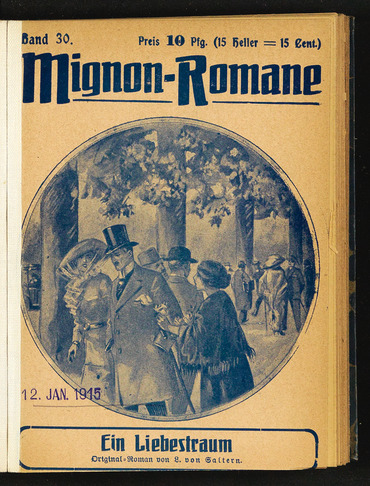 Band 30.
Preis 10 Pfg. (15 Heller = 15 Cent.)
Mignon-Romane
12. JAN. 1915
Ein Liebestraum
Original-Roman von L. von Saltern.